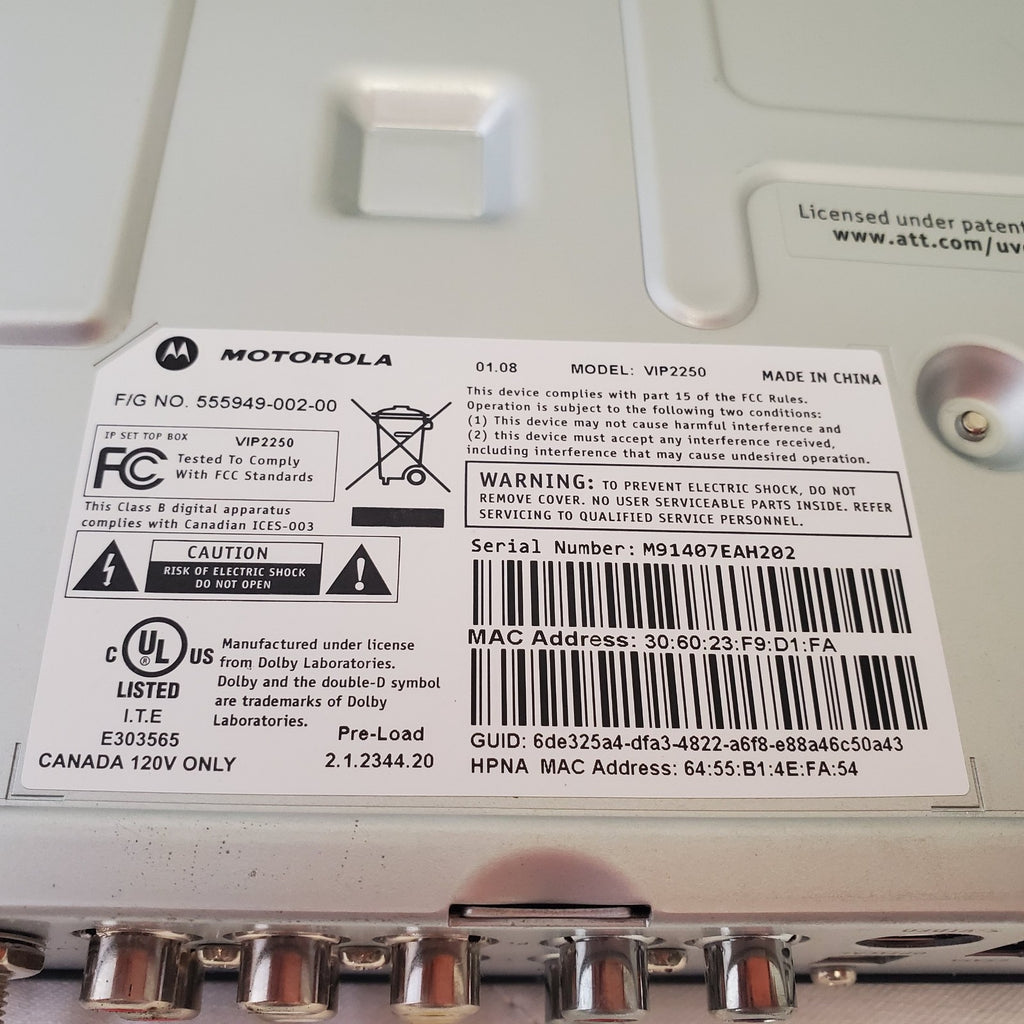 Licensed under patent
www.att.com/uv
MOTOROLA
01.08 MODEL: VIP2250 MADE IN CHINA
F/G NO. 555949-002-00
This device complies with part 15 of the FCC Rules.
Operation is subject to the following two conditions:
(1) This device may not cause harmful interference and
(2) this device must accept any interference received,
including interference that may cause undesired operation.
IP SET TOP BOX VIP2250
FC Tested To Comply
With FCC Standards
This Class B digital apparatus
complies with Canadian ICES-003
WARNING: TO PREVENT ELECTRIC SHOCK, DO NOT
REMOVE COVER. NO USER SERVICEABLE PARTS INSIDE. REFER
SERVICING TO QUALIFIED SERVICE PERSONNEL.
CAUTION
RISK OF ELECTRIC SHOCK
DO NOT OPEN
Serial Number: M91407EAH202
MAC Address: 30:60:23:F9:D1:FA
C UL ® US
LISTED
I.T.E
E303565
CANADA 120V ONLY
Manufactured under license
from Dolby Laboratories.
Dolby and the double-D symbol
are trademarks of Dolby
Laboratories.
Pre-Load
2.1.2344.20
GUID: 6de325a4-dfa3-4822-a6f8-e88a46c50a43
HPNA MAC Address: 64:55:B1:4E:FA:54